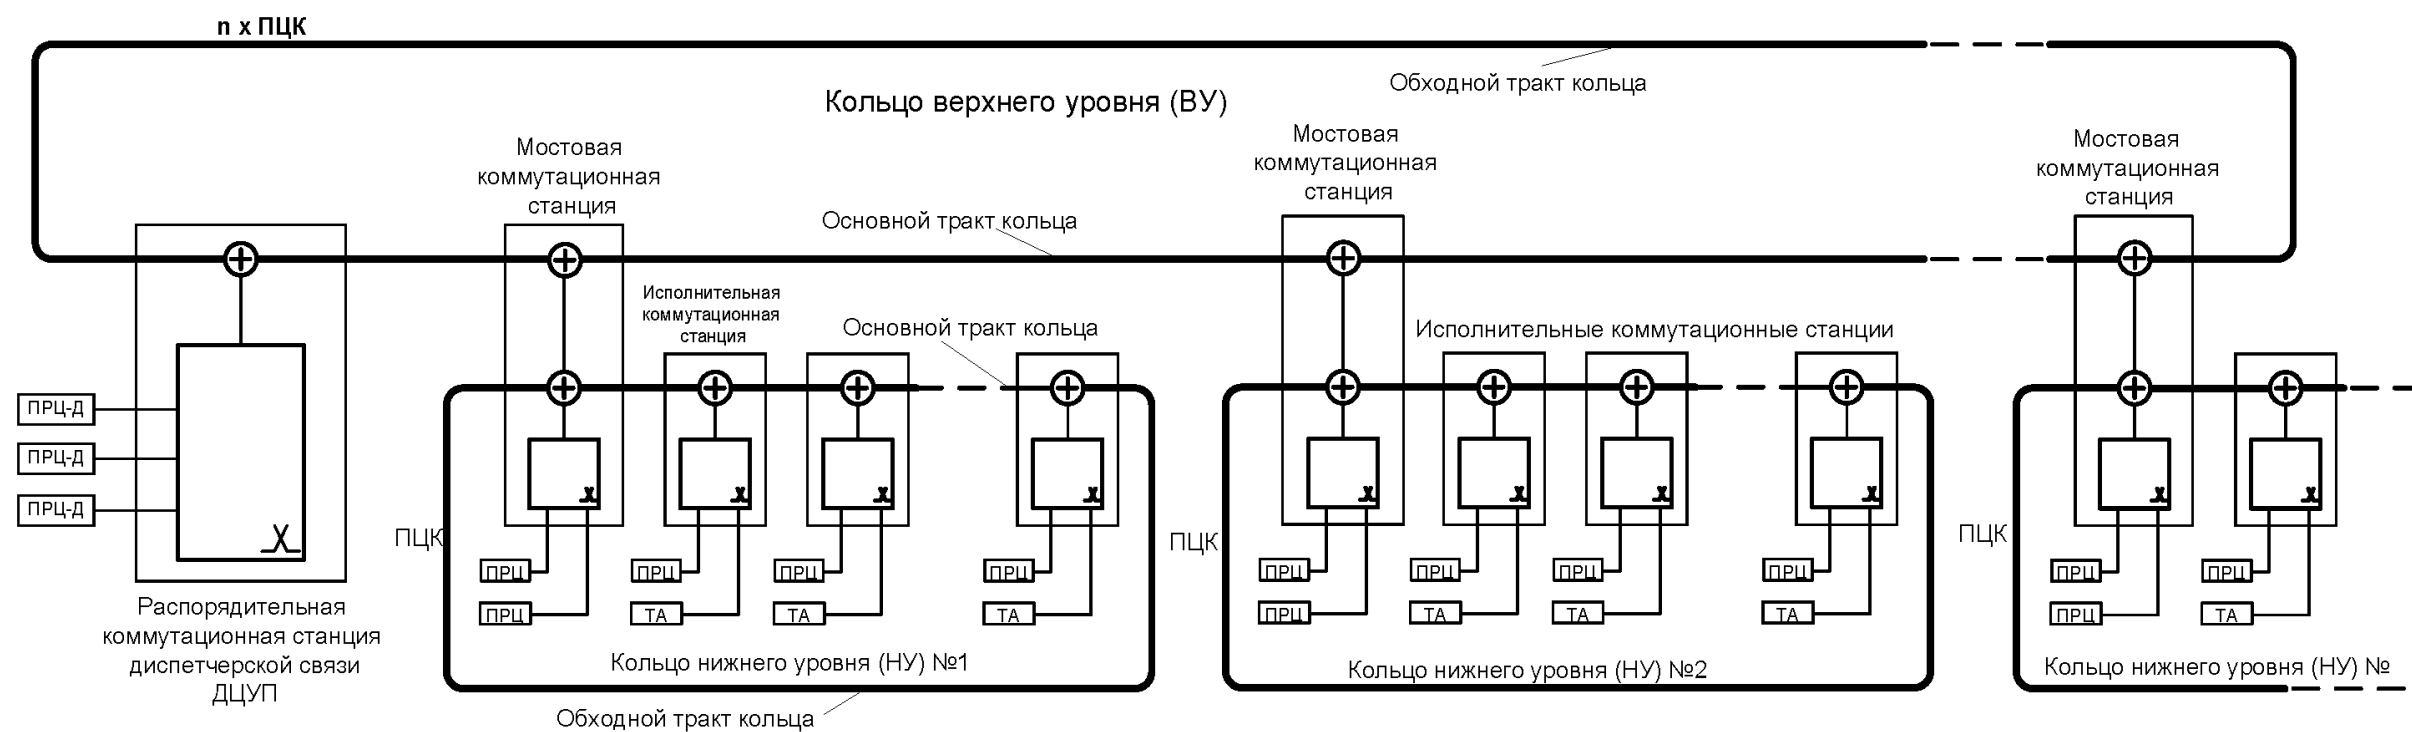 n x ПЦК
Обходной тракт кольца
Кольцо верхнего уровня (ВУ)
Мостовая
коммутационная
станция
Мостовая
коммутационная
станция
Мостовая
коммутационная
станция
Основной тракт кольца
Исполнительная
коммутационная
станция
Основной тракт кольца
Исполнительные коммутационные станции
ПРЦ-Д
ПРЦ-Д
ПРЦ-Д
X
X
X
X
X
X
X
X
X
X
X
ПЦК
ПЦК
ПЦК
ПРЦ
ПРЦ
ПРЦ
ПРЦ
ПРЦ
ПРЦ
ПРЦ
ПРЦ
ПРЦ
ПРЦ
ПРЦ
ТА
ТА
ТА
ПРЦ
ТА
ТА
ТА
ПРЦ
ТА
Распорядительная
коммутационная станция
диспетчерской связи
ДЦУП
Кольцо нижнего уровня (НУ) №1
Кольцо нижнего уровня (НУ) №2
Кольцо нижнего уровня (НУ) №
Обходной тракт кольца